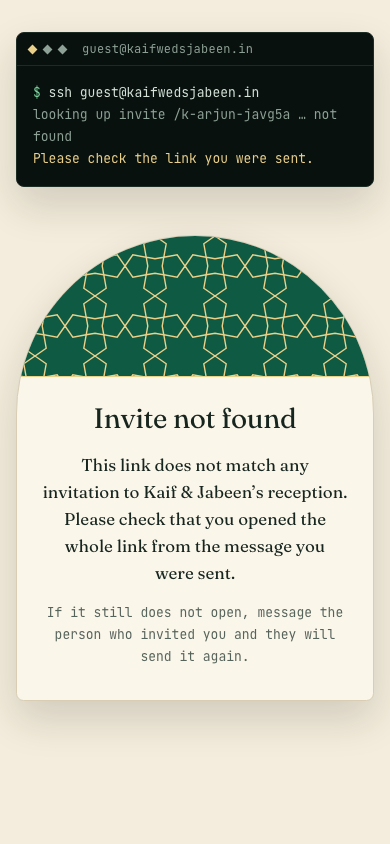 guest@kaifwedsjabeen.in
$ ssh guest@kaifwedsjabeen.in
looking up invite /k-arjun-javg5a … not
found
Please check the link you were sent.
Invite not found
This link does not match any
invitation to Kaif & Jabeen’s reception.
Please check that you opened the
whole link from the message you
were sent.
If it still does not open, message the
person who invited you and they will
send it again.